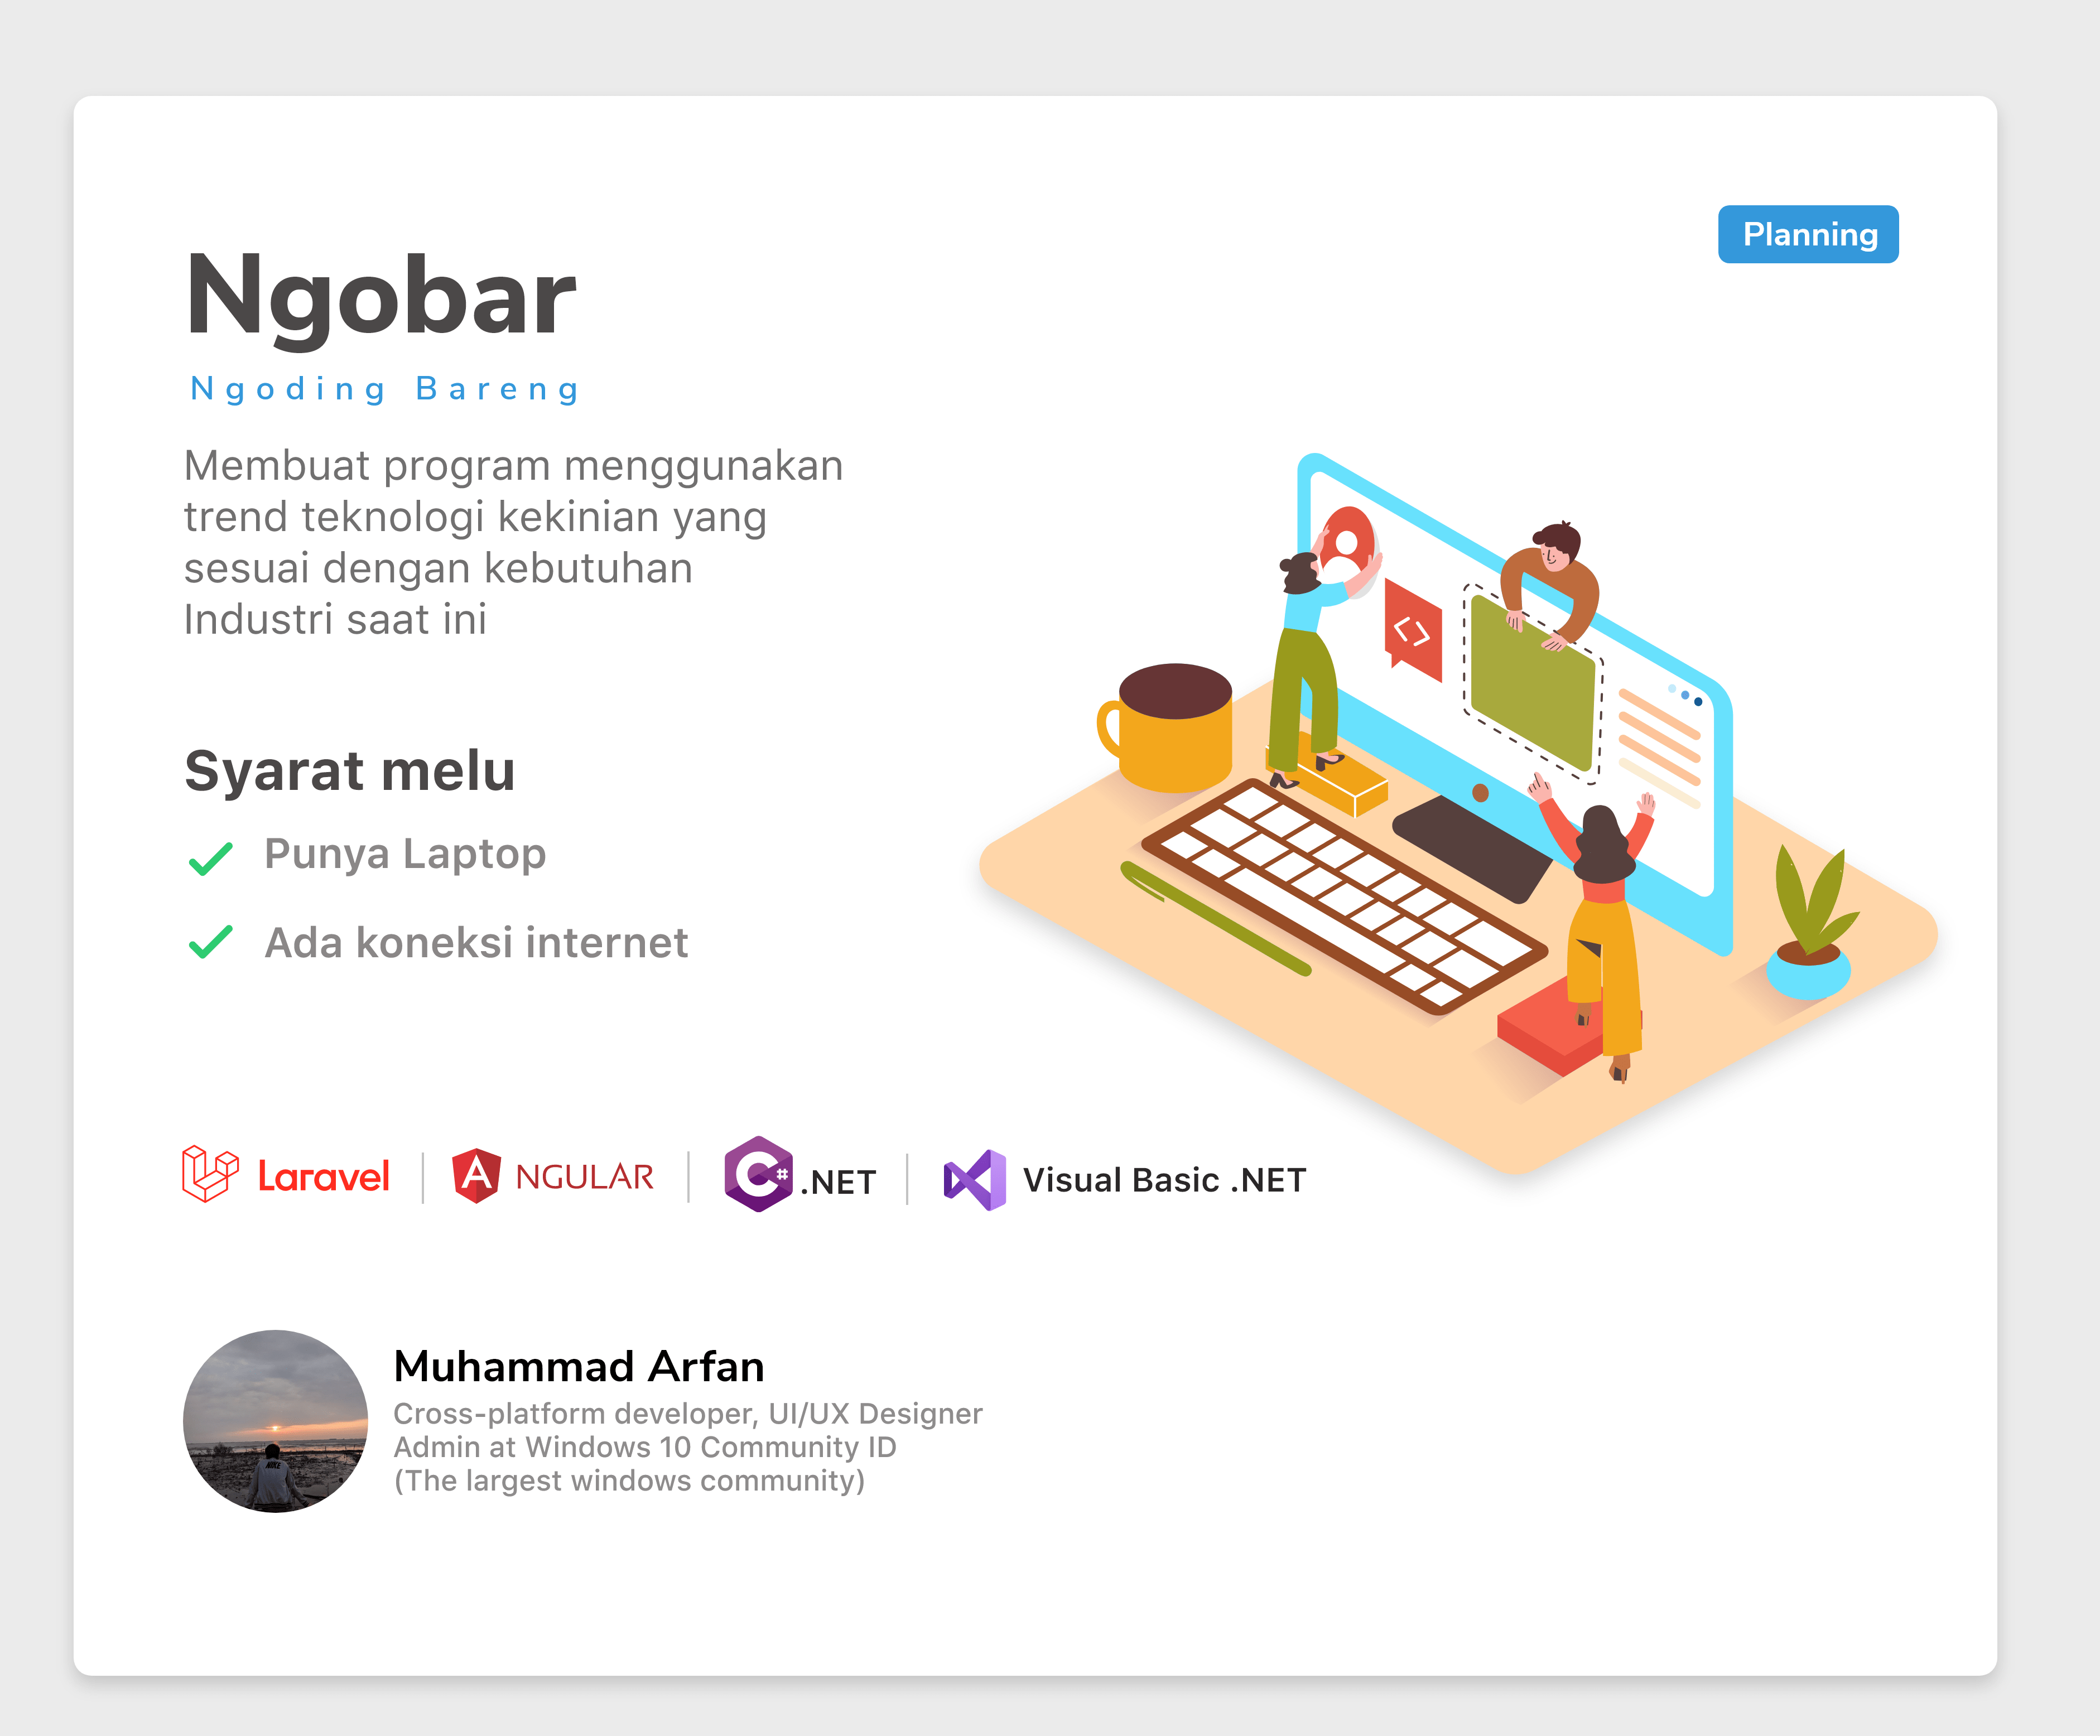 Planning
Ngobar
Ngoding Bareng
Membuat program menggunakan
trend teknologi kekinian yang
sesuai dengan kebutuhan
Industri saat ini
Syarat melu
Punya Laptop
Ada koneksi internet
Laravel
ANGULAR
C# .NET
Visual Basic .NET
Muhammad Arfan
Cross-platform developer, UI/UX Designer
Admin at Windows 10 Community ID
(The largest windows community)
NIKE